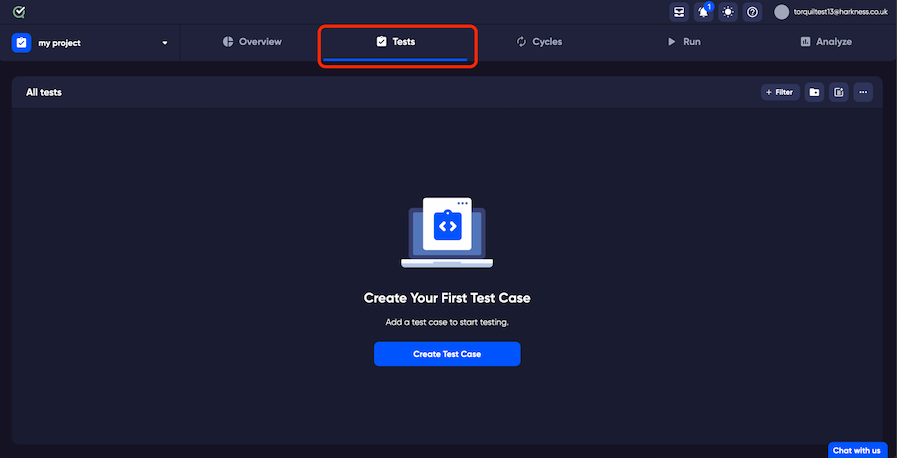 1
torquiltest13@harkness.co.uk
my project
Overview
Tests
Cycles
Run
Analyze
All tests
+ Filter
Create Your First Test Case
Add a test case to start testing.
Create Test Case
Chat with us